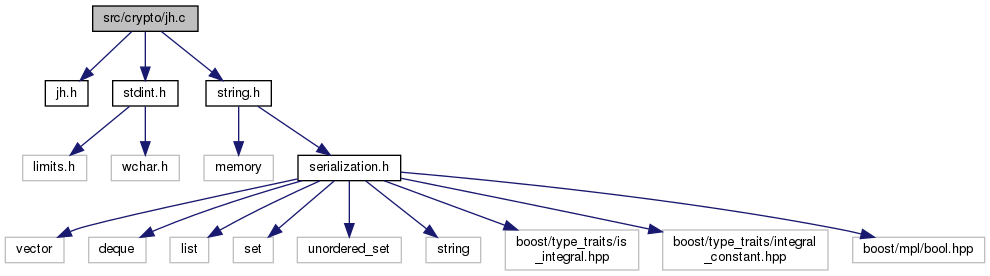 src/crypto/jh.c
jh.h
stdint.h
string.h
limits.h
wchar.h
memory
serialization.h
vector
deque
list
set
unordered_set
string
boost/type_traits/is
_integral.hpp
boost/type_traits/integral
_constant.hpp
boost/mpl/bool.hpp